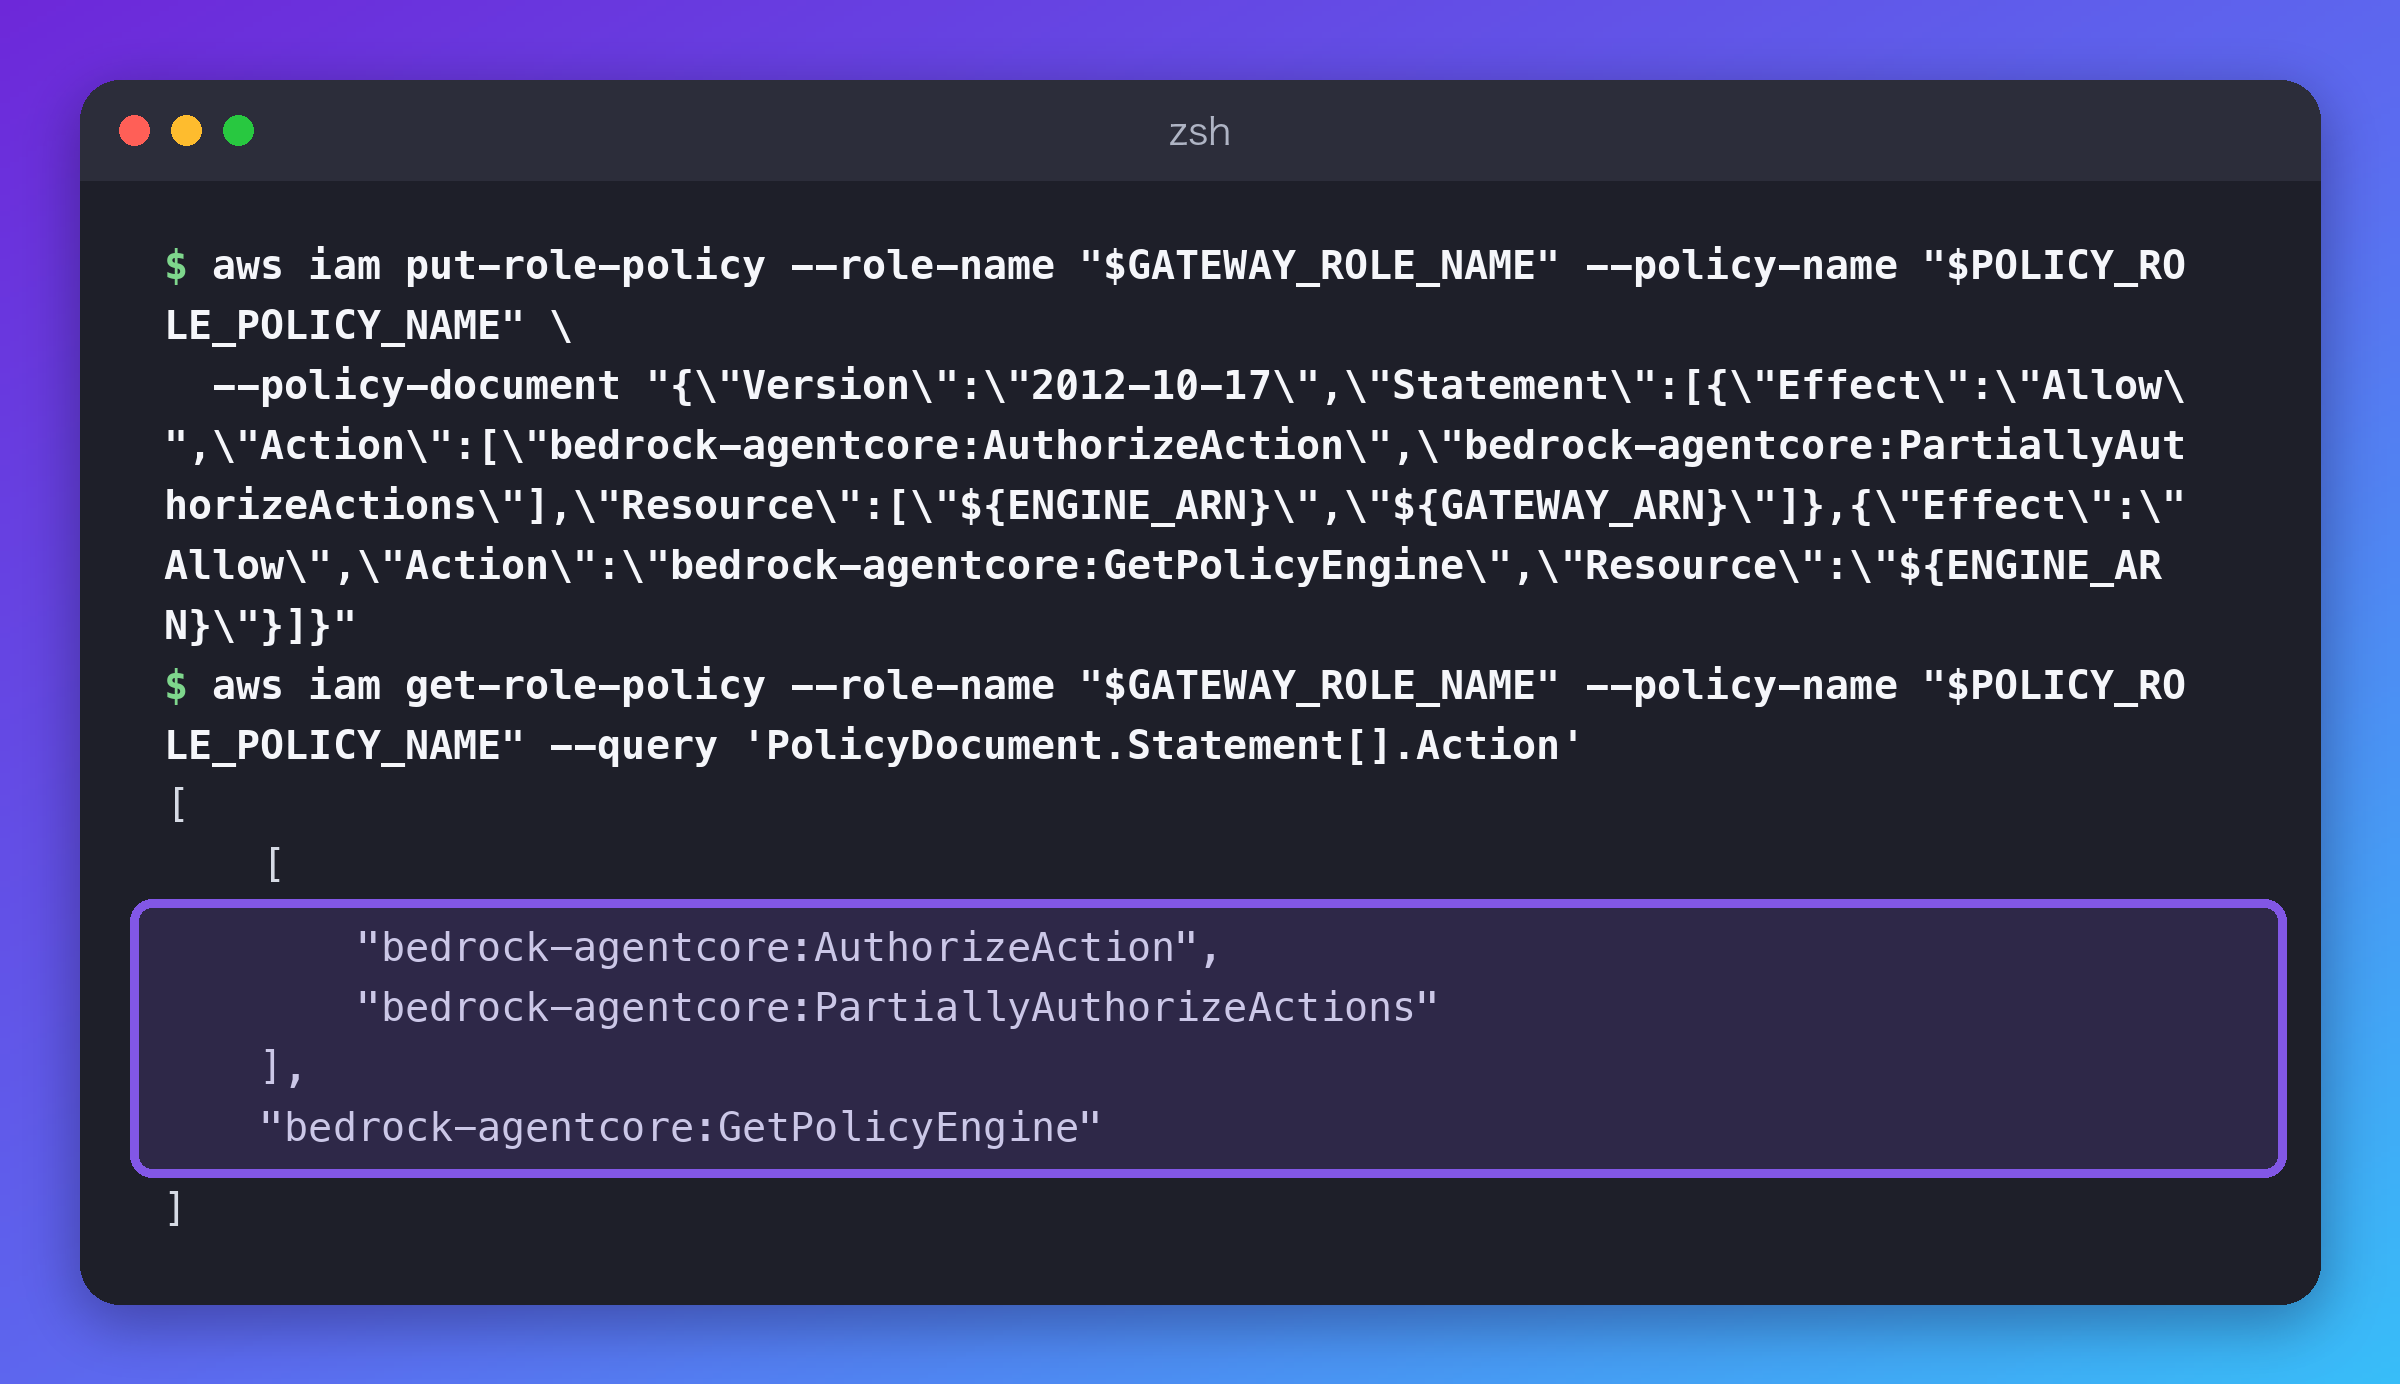 zsh
$ aws iam put-role-policy --role-name "$GATEWAY_ROLE_NAME" --policy-name "$POLICY_RO
LE_POLICY_NAME" \
  --policy-document "{\"Version\":\"2012-10-17\",\"Statement\":[{\"Effect\":\"Allow\
",\"Action\":[\"bedrock-agentcore:AuthorizeAction\",\"bedrock-agentcore:PartiallyAut
horizeActions\"],\"Resource\":[\"${ENGINE_ARN}\",\"${GATEWAY_ARN}\"]},{\"Effect\":\"
Allow\",\"Action\":\"bedrock-agentcore:GetPolicyEngine\",\"Resource\":\"${ENGINE_AR
N}\"}]}"
$ aws iam get-role-policy --role-name "$GATEWAY_ROLE_NAME" --policy-name "$POLICY_RO
LE_POLICY_NAME" --query 'PolicyDocument.Statement[].Action'
[
    [
        "bedrock-agentcore:AuthorizeAction",
        "bedrock-agentcore:PartiallyAuthorizeActions"
    ],
    "bedrock-agentcore:GetPolicyEngine"
]